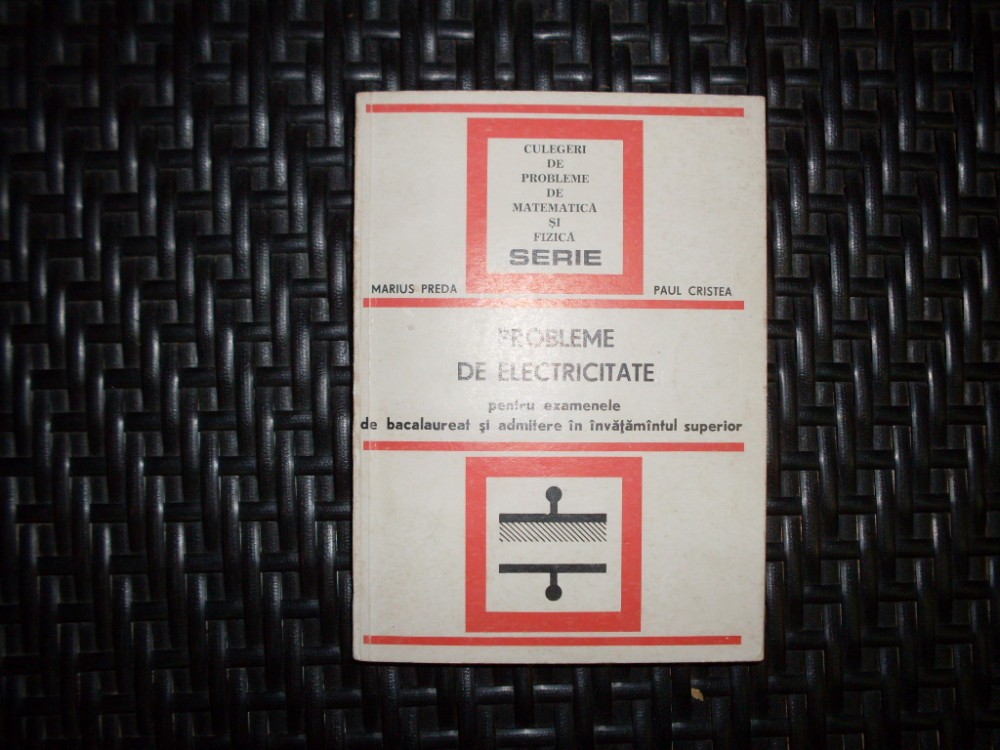 CULEGERI
DE
PROBLEME
DE
MATEMATICĂ
ŞI
FIZICĂ
SERIE
MARIUS PREDA PAUL CRISTEA
PROBLEME
DE ELECTRICITATE
pentru examenele
de bacalaureat şi admitere în învăţămîntul superior